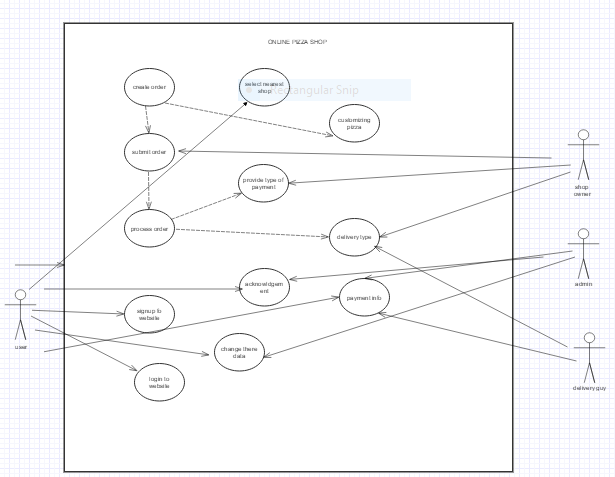 ONLINE PIZZA SHOP
create order
select nearest
shop
Rectangular Snip
customizing
pizza
submit order
provide type of
payment
shop
owner
process order
delivery type
acknowldgem
ent
admin
payment info
signup to
website
user
change there
data
login to
website
delivery guy